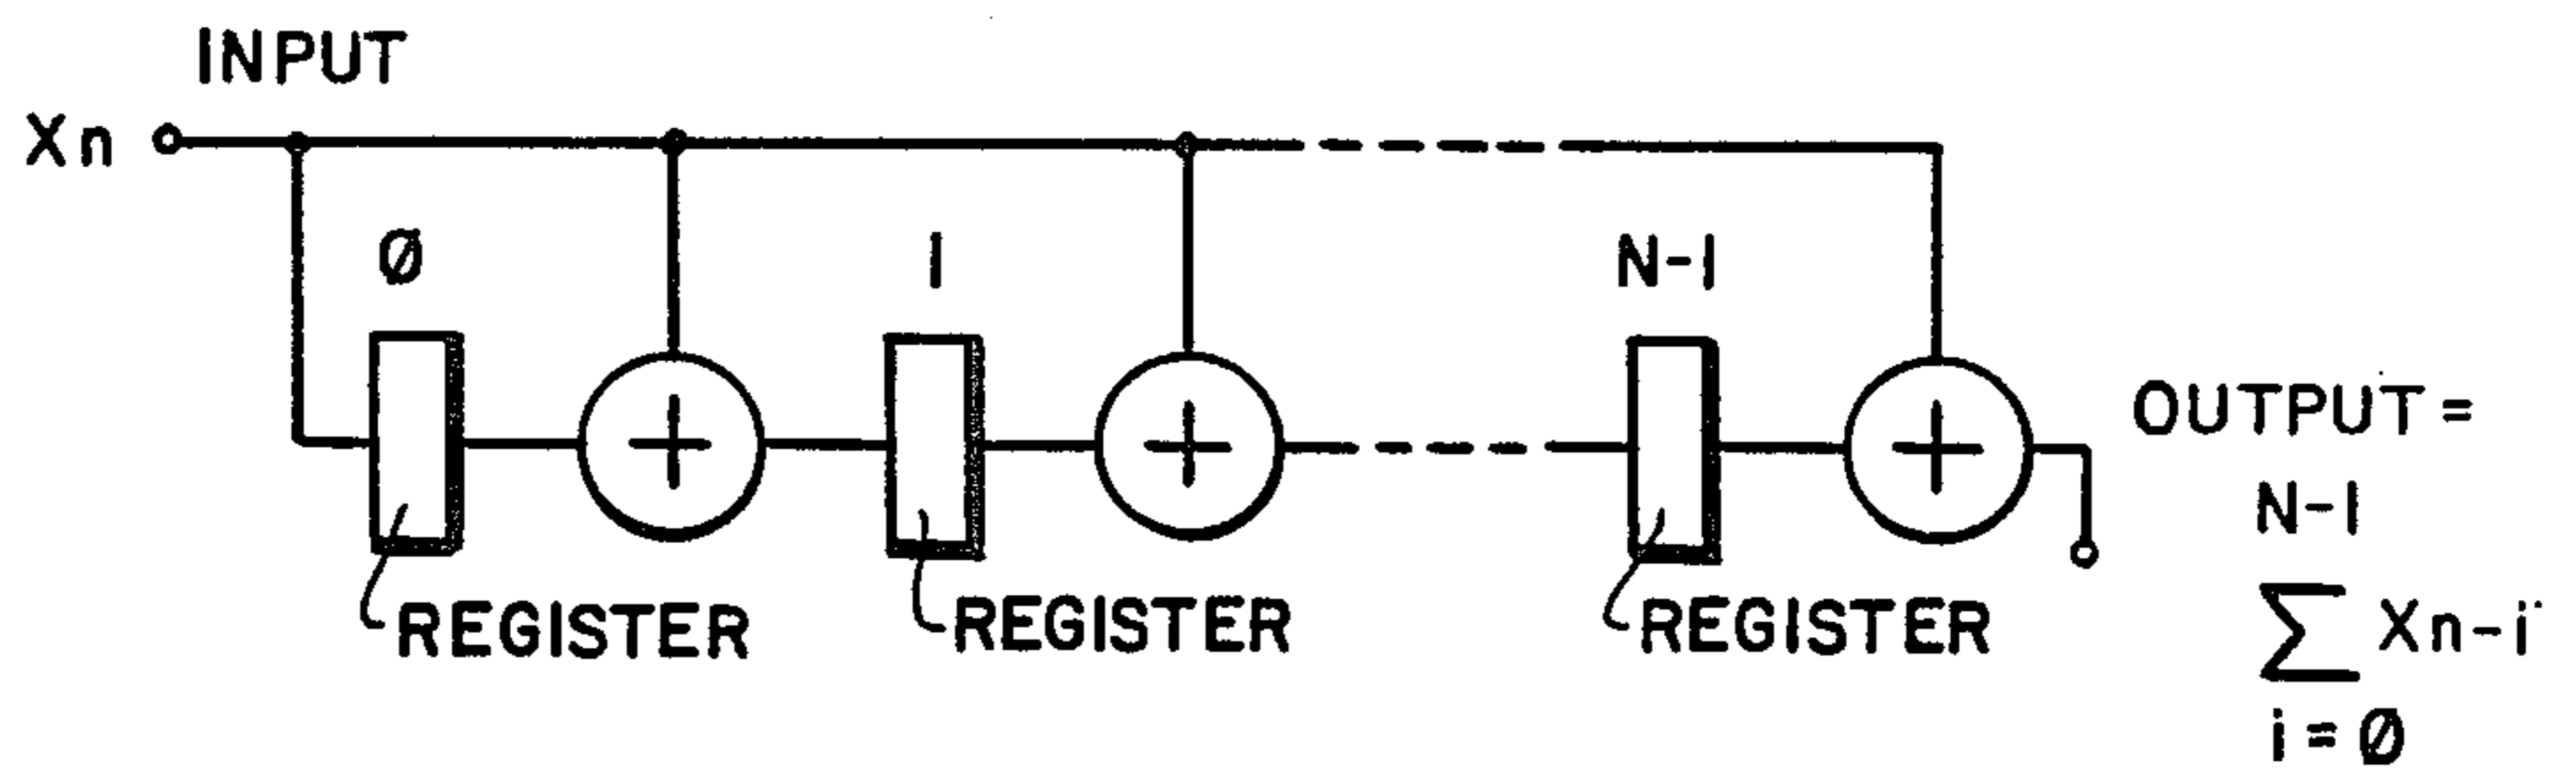 INPUT
Xn
Ø
1
N-1
REGISTER
REGISTER
REGISTER
OUTPUT =
N-1
∑ Xn-i
i = Ø